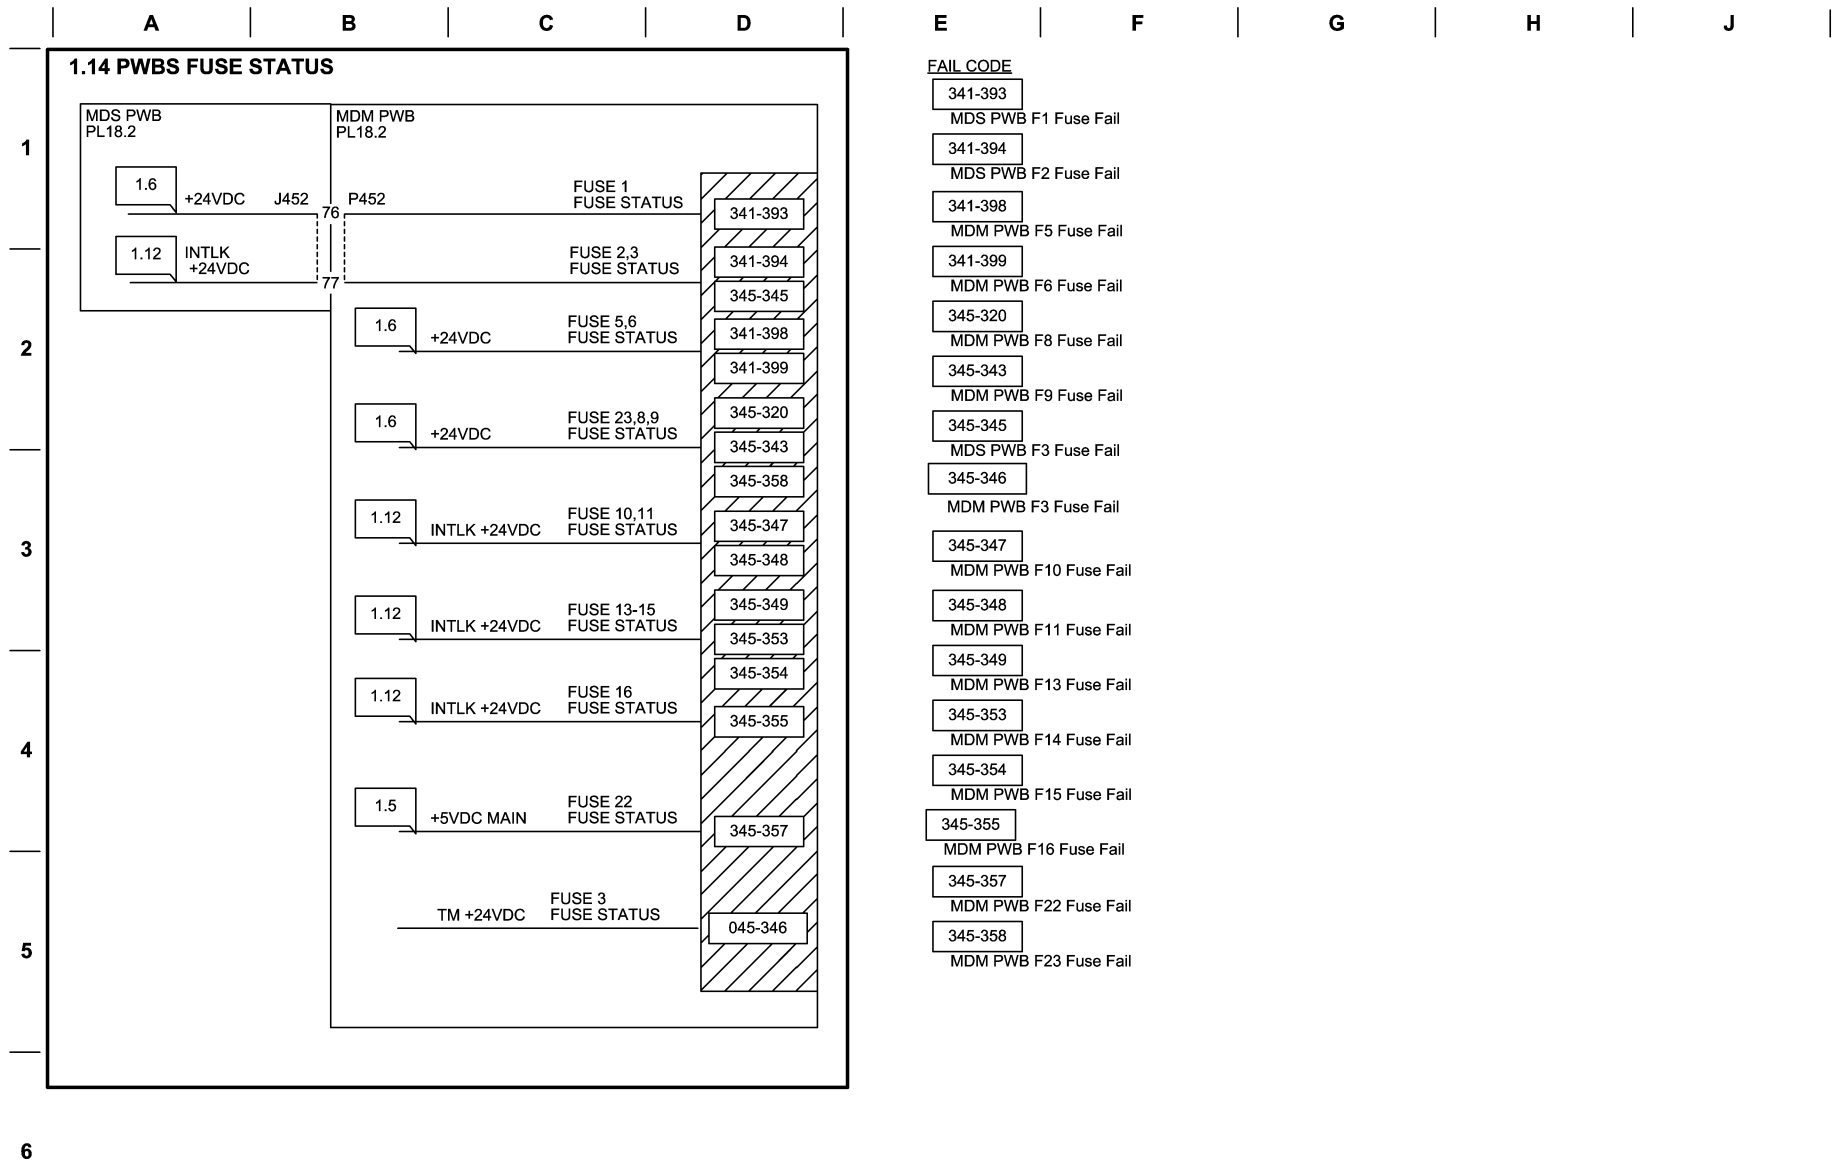 A B C D E F G H J
1.14 PWBS FUSE STATUS
MDS PWB
PL18.2
MDM PWB
PL18.2
1
1.6
+24VDC
J452
76
P452
FUSE 1
FUSE STATUS
341-393
1.12
INTLK
+24VDC
77
FUSE 2,3
FUSE STATUS
341-394
345-345
2
1.6
+24VDC
FUSE 5,6
FUSE STATUS
341-398
341-399
1.6
+24VDC
FUSE 23,8,9
FUSE STATUS
345-320
345-343
345-358
3
1.12
INTLK +24VDC
FUSE 10,11
FUSE STATUS
345-347
345-348
1.12
INTLK +24VDC
FUSE 13-15
FUSE STATUS
345-349
345-353
345-354
4
1.12
INTLK +24VDC
FUSE 16
FUSE STATUS
345-355
1.5
+5VDC MAIN
FUSE 22
FUSE STATUS
345-357
5
TM +24VDC
FUSE 3
FUSE STATUS
045-346
6
FAIL CODE
341-393
MDS PWB F1 Fuse Fail
341-394
MDS PWB F2 Fuse Fail
341-398
MDM PWB F5 Fuse Fail
341-399
MDM PWB F6 Fuse Fail
345-320
MDM PWB F8 Fuse Fail
345-343
MDM PWB F9 Fuse Fail
345-345
MDS PWB F3 Fuse Fail
345-346
MDM PWB F3 Fuse Fail
345-347
MDM PWB F10 Fuse Fail
345-348
MDM PWB F11 Fuse Fail
345-349
MDM PWB F13 Fuse Fail
345-353
MDM PWB F14 Fuse Fail
345-354
MDM PWB F15 Fuse Fail
345-355
MDM PWB F16 Fuse Fail
345-357
MDM PWB F22 Fuse Fail
345-358
MDM PWB F23 Fuse Fail